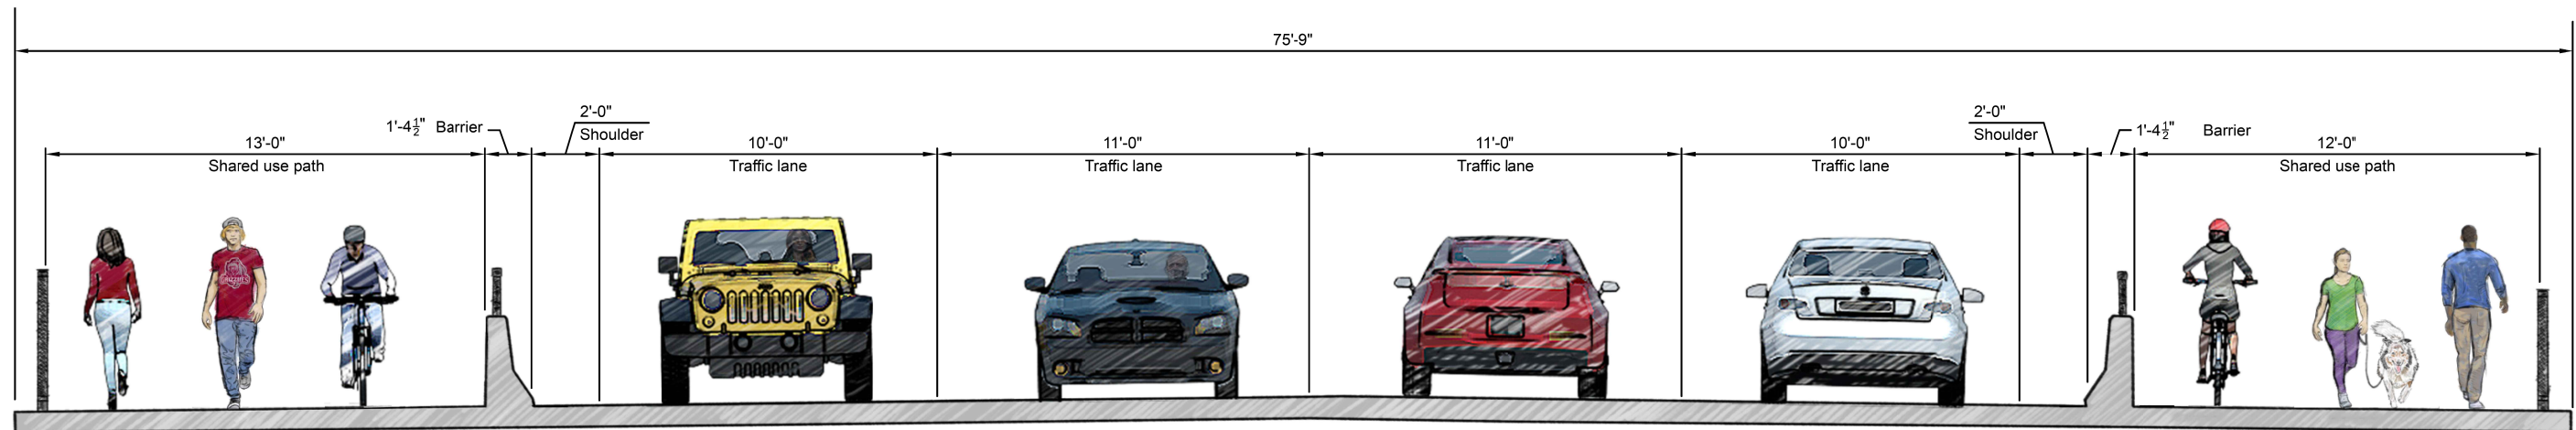 75'-9"
13'-0"
Shared use path
1'-4½" Barrier
2'-0"
Shoulder
10'-0"
Traffic lane
11'-0"
Traffic lane
11'-0"
Traffic lane
10'-0"
Traffic lane
2'-0"
Shoulder
1'-4½" Barrier
12'-0"
Shared use path